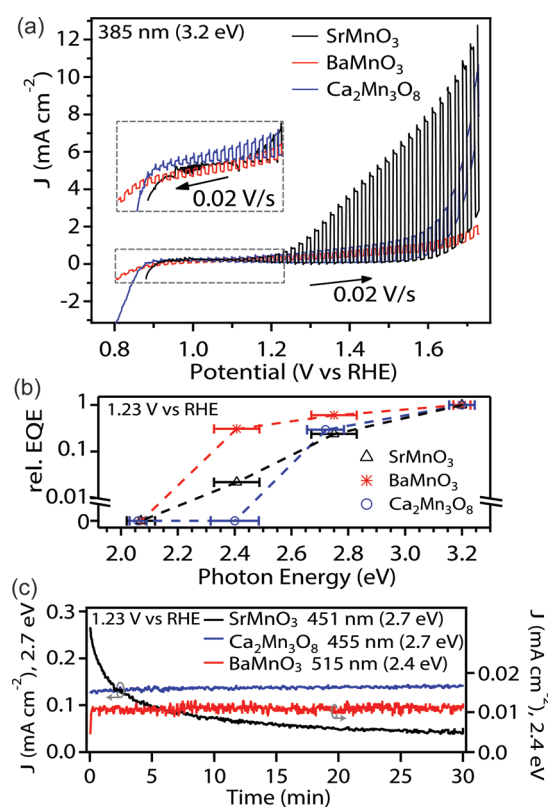 (a)
385 nm (3.2 eV)
SrMnO₃
BaMnO₃
Ca₂Mn₃O₈
12
10
8
6
4
2
0
-2
J (mA cm⁻²)
0.02 V/s
0.02 V/s
0.8 1.0 1.2 1.4 1.6
Potential (V vs RHE)
(b)
1.23 V vs RHE
1
0.1
0.01
0
rel. EQE
SrMnO₃
BaMnO₃
Ca₂Mn₃O₈
2.0 2.2 2.4 2.6 2.8 3.0 3.2
Photon Energy (eV)
(c)
1.23 V vs RHE
SrMnO₃ 451 nm (2.7 eV)
Ca₂Mn₃O₈ 455 nm (2.7 eV)
BaMnO₃ 515 nm (2.4 eV)
0.3
0.2
0.1
0.0
J (mA cm⁻²), 2.7 eV
0.02
0.01
0.00
J (mA cm⁻²), 2.4 eV
0 5 10 15 20 25 30
Time (min)